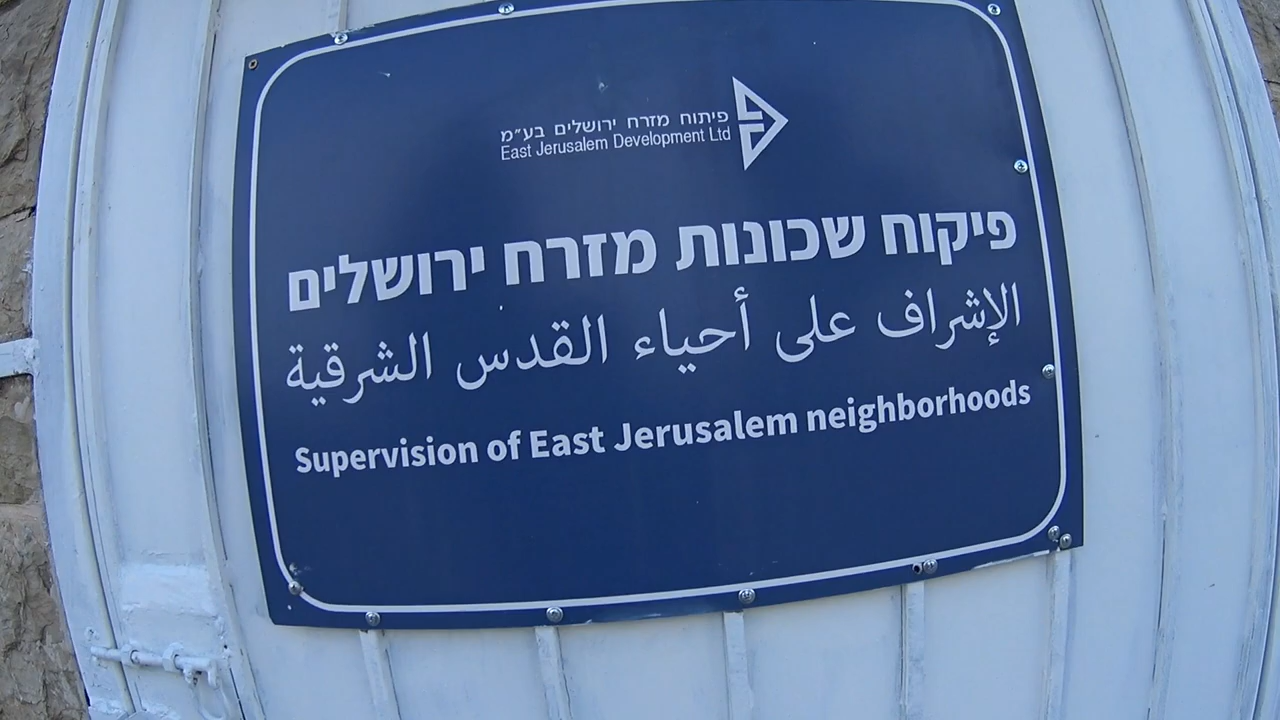 פיתוח מזרח ירושלים בע״מ
East Jerusalem Development Ltd
פיקוח שכונות מזרח ירושלים
الإشراف على أحياء القدس الشرقية
Supervision of East Jerusalem neighborhoods